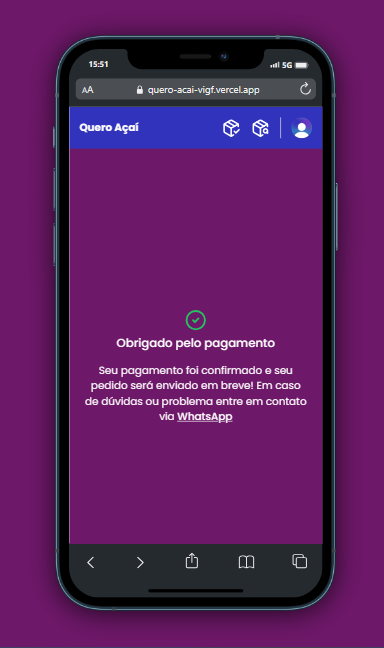 15:51
5G
AA
quero-acai-vigf.vercel.app
Quero Açaí
Obrigado pelo pagamento
Seu pagamento foi confirmado e seu
pedido será enviado em breve! Em caso
de dúvidas ou problema entre em contato
via WhatsApp